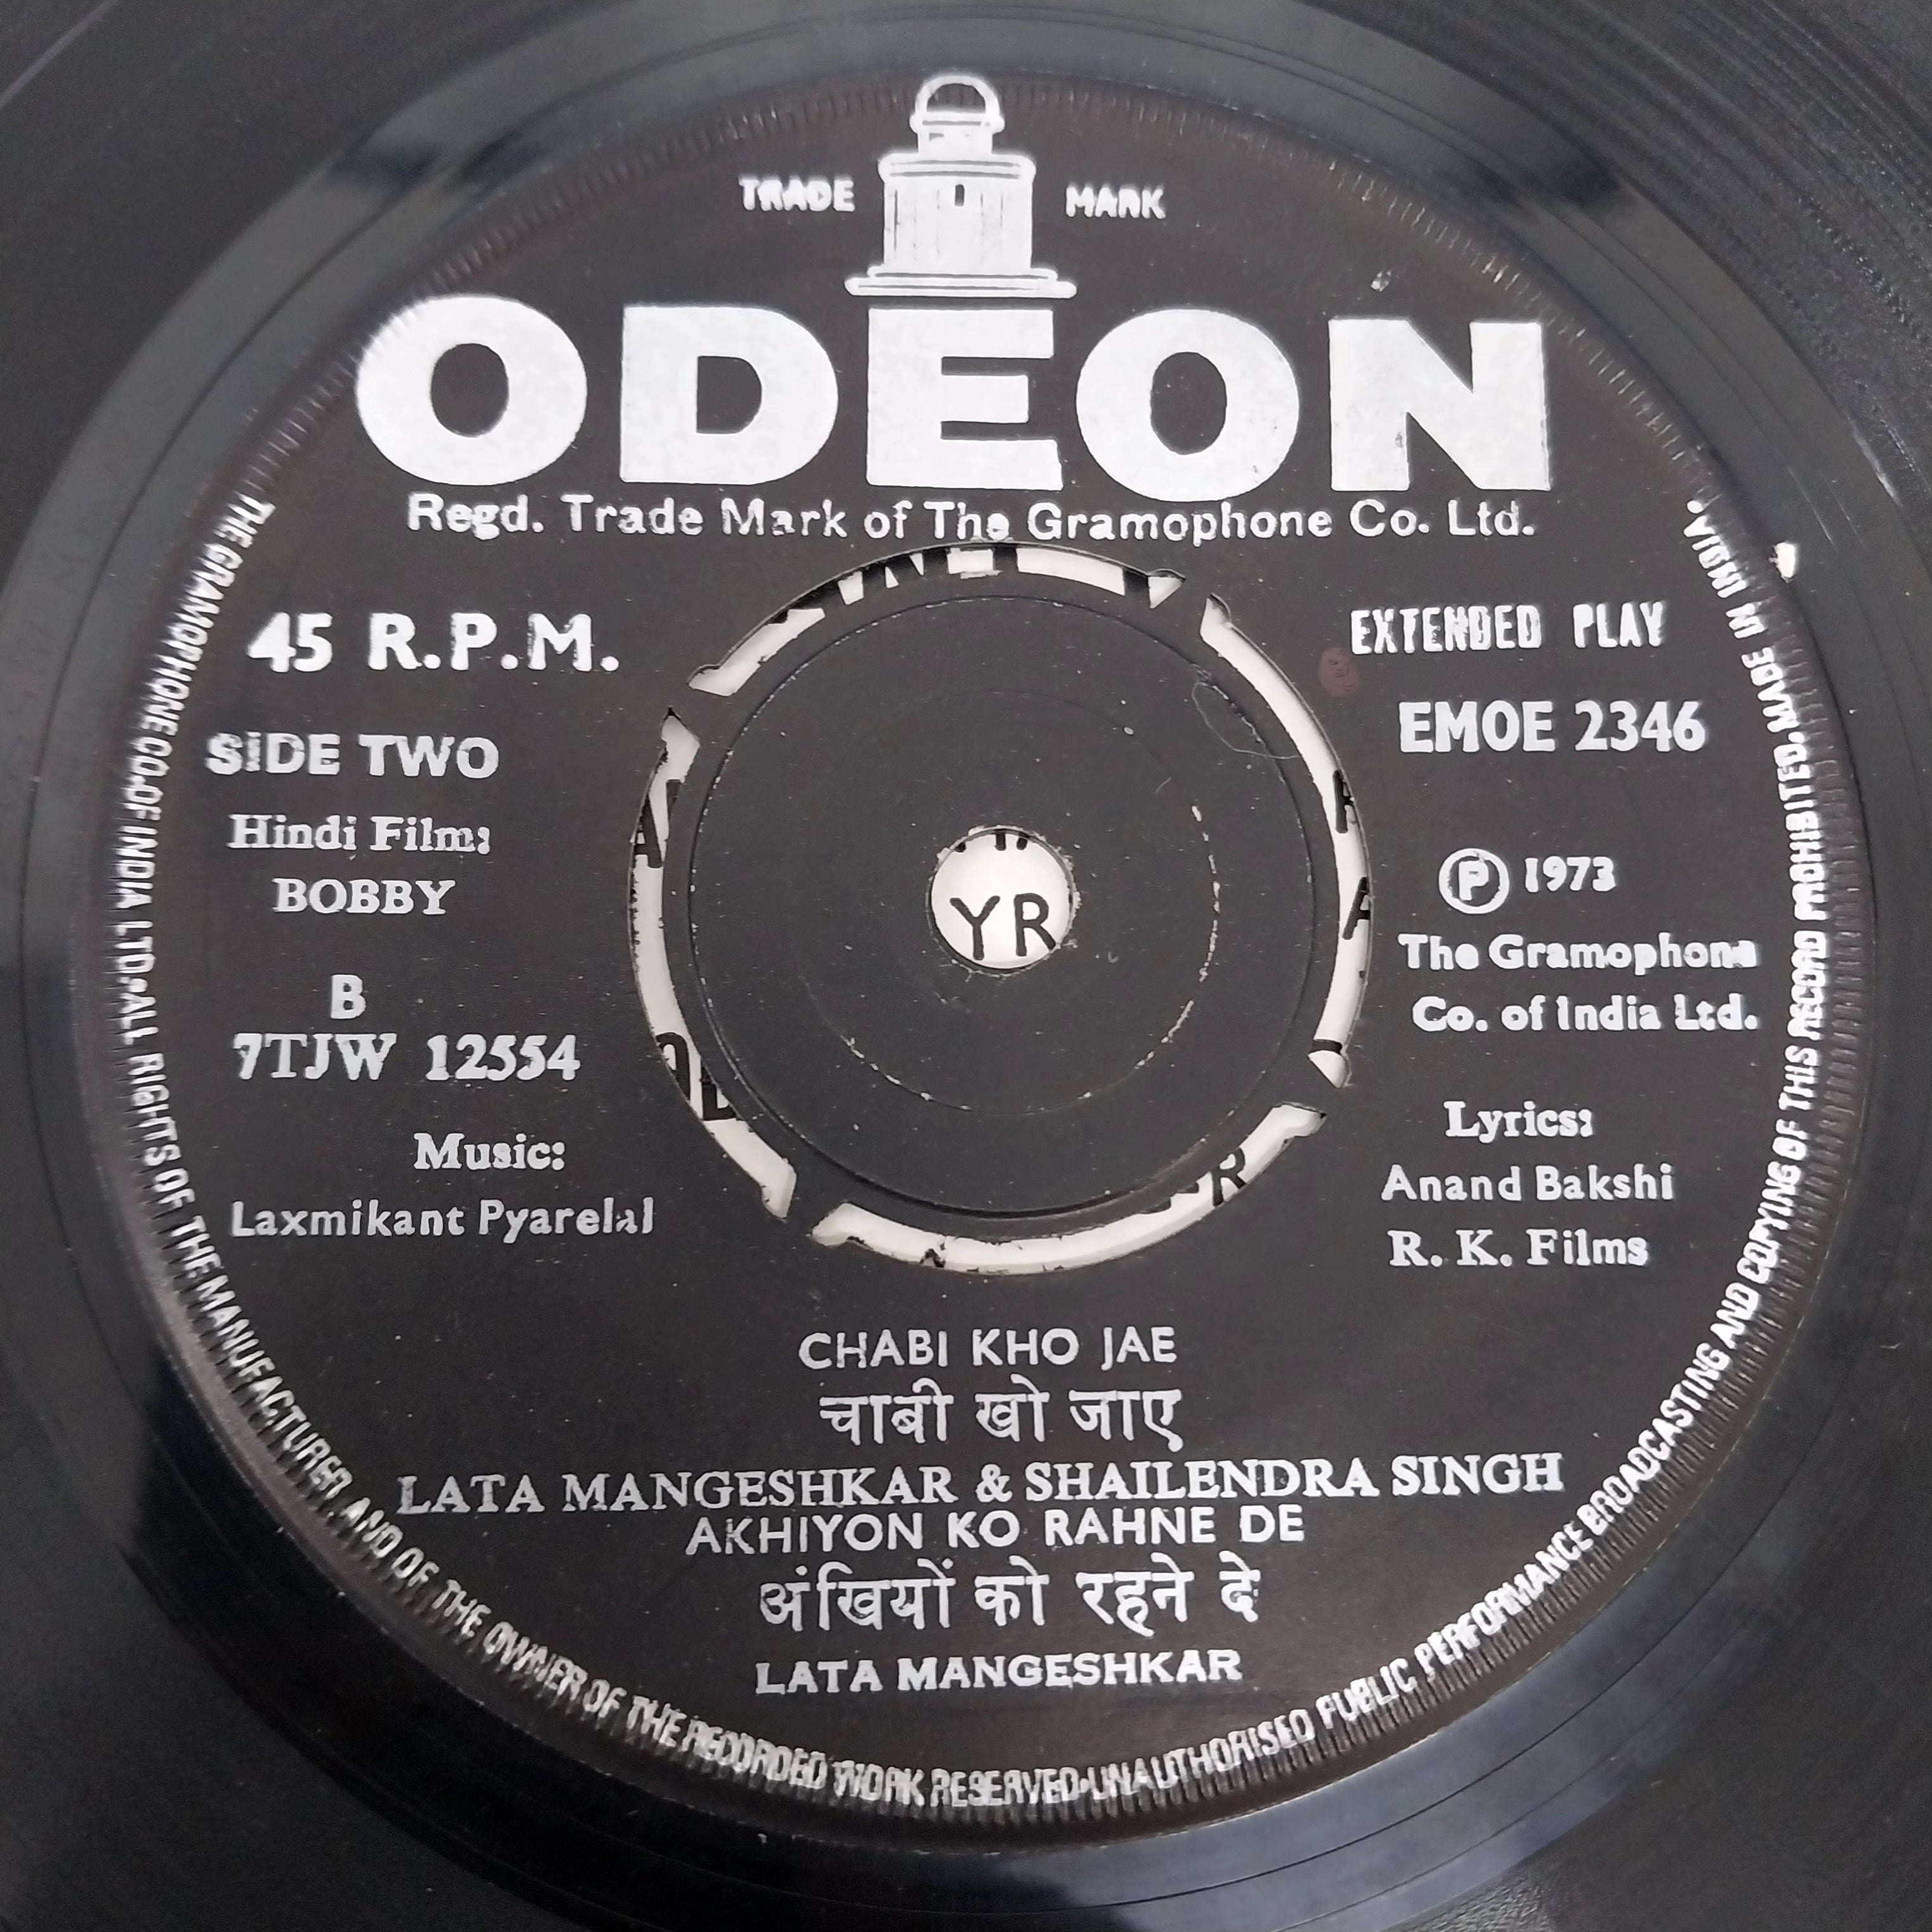 TRADE MARK
ODEON
Regd. Trade Mark of The Gramophone Co. Ltd.
45 R.P.M.
SIDE TWO
Hindi Film:
BOBBY
B
7TJW 12554
Music:
Laxmikant Pyarelal
EXTENDED PLAY
EMOE 2346
Ⓟ 1973
The Gramophone
Co. of India Ltd.
Lyrics:
Anand Bakshi
R. K. Films
YR
CHABI KHO JAE
चाबी खो जाए
LATA MANGESHKAR & SHAILENDRA SINGH
AKHIYON KO RAHNE DE
अंखियों को रहने दे
LATA MANGESHKAR
THE GRAMOPHONE CO. OF INDIA LTD. ALL RIGHTS OF THE MANUFACTURER AND OF THE OWNER OF THE RECORDED WORK RESERVED. UNAUTHORISED PUBLIC PERFORMANCE BROADCASTING AND COPYING OF THIS RECORD PROHIBITED. MADE IN INDIA.